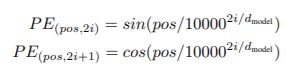 PE(pos,2i) = sin(pos/10000^2i/d_model)
PE(pos,2i+1) = cos(pos/10000^2i/d_model)